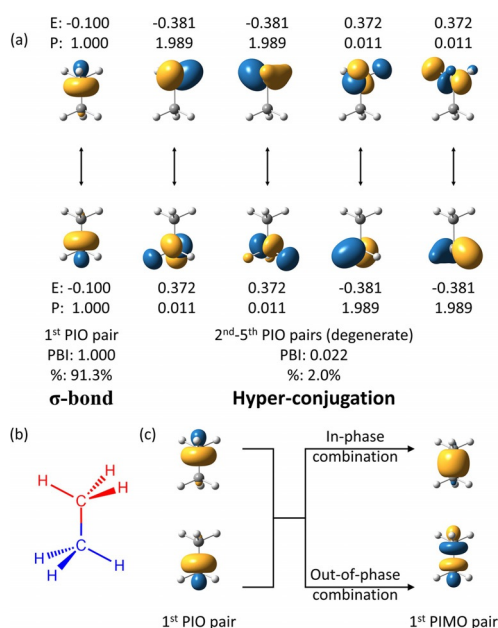 (a)
E: -0.100 -0.381 -0.381 0.372 0.372
P: 1.000 1.989 1.989 0.011 0.011
E: -0.100 0.372 0.372 -0.381 -0.381
P: 1.000 0.011 0.011 1.989 1.989
1st PIO pair 2nd-5th PIO pairs (degenerate)
PBI: 1.000 PBI: 0.022
%: 91.3% %: 2.0%
σ-bond Hyper-conjugation
(b)
H
H
H
C
C
H
H
H
(c)
In-phase
combination
Out-of-phase
combination
1st PIO pair 1st PIMO pair